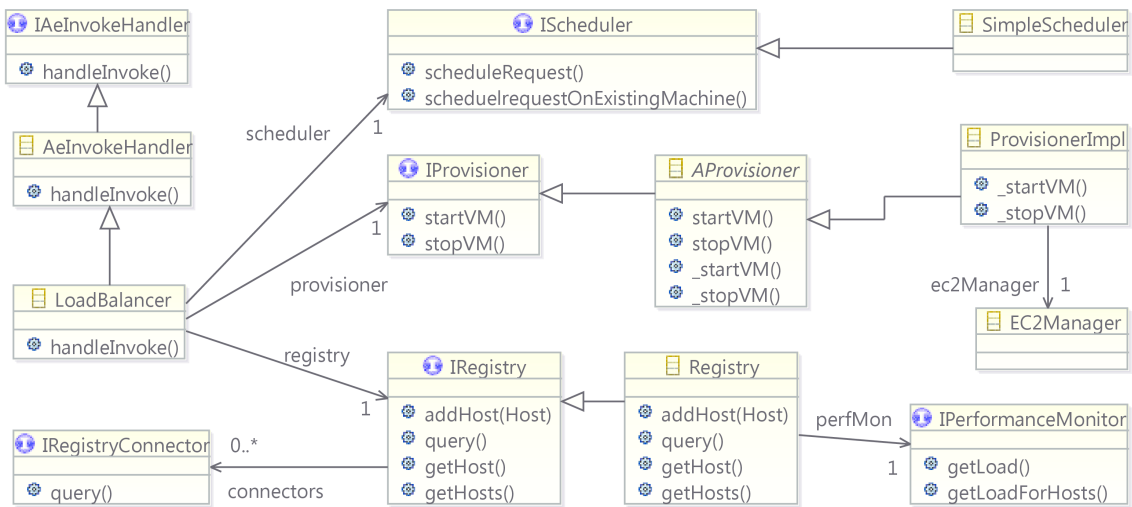 IAeInvokeHandler
handleInvoke()
AeInvokeHandler
handleInvoke()
LoadBalancer
handleInvoke()
scheduler
1
provisioner
1
registry
1
IScheduler
scheduleRequest()
scheduelrequestOnExistingMachine()
SimpleScheduler
IProvisioner
startVM()
stopVM()
AProvisioner
startVM()
stopVM()
_startVM()
_stopVM()
ProvisionerImpl
_startVM()
_stopVM()
ec2Manager
1
EC2Manager
IRegistry
addHost(Host)
query()
getHost()
getHosts()
Registry
addHost(Host)
query()
getHost()
getHosts()
perfMon
1
IPerformanceMonitor
getLoad()
getLoadForHosts()
IRegistryConnector
query()
0..*
connectors